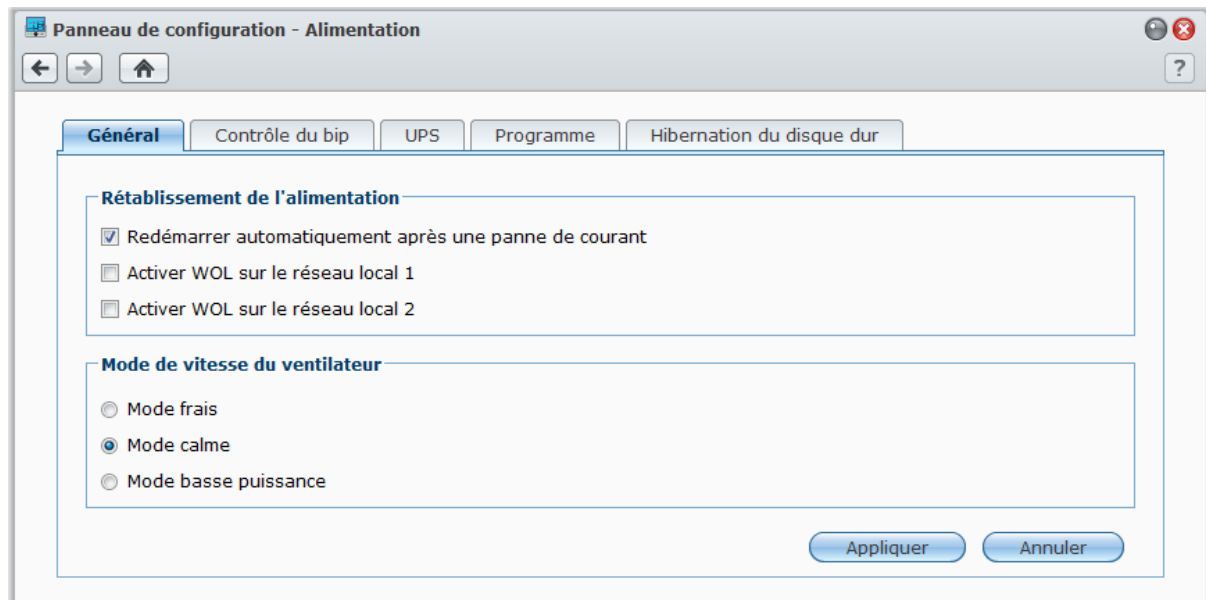 Panneau de configuration - Alimentation
?
Général Contrôle du bip UPS Programme Hibernation du disque dur
Rétablissement de l'alimentation
Redémarrer automatiquement après une panne de courant
Activer WOL sur le réseau local 1
Activer WOL sur le réseau local 2
Mode de vitesse du ventilateur
Mode frais
Mode calme
Mode basse puissance
Appliquer Annuler